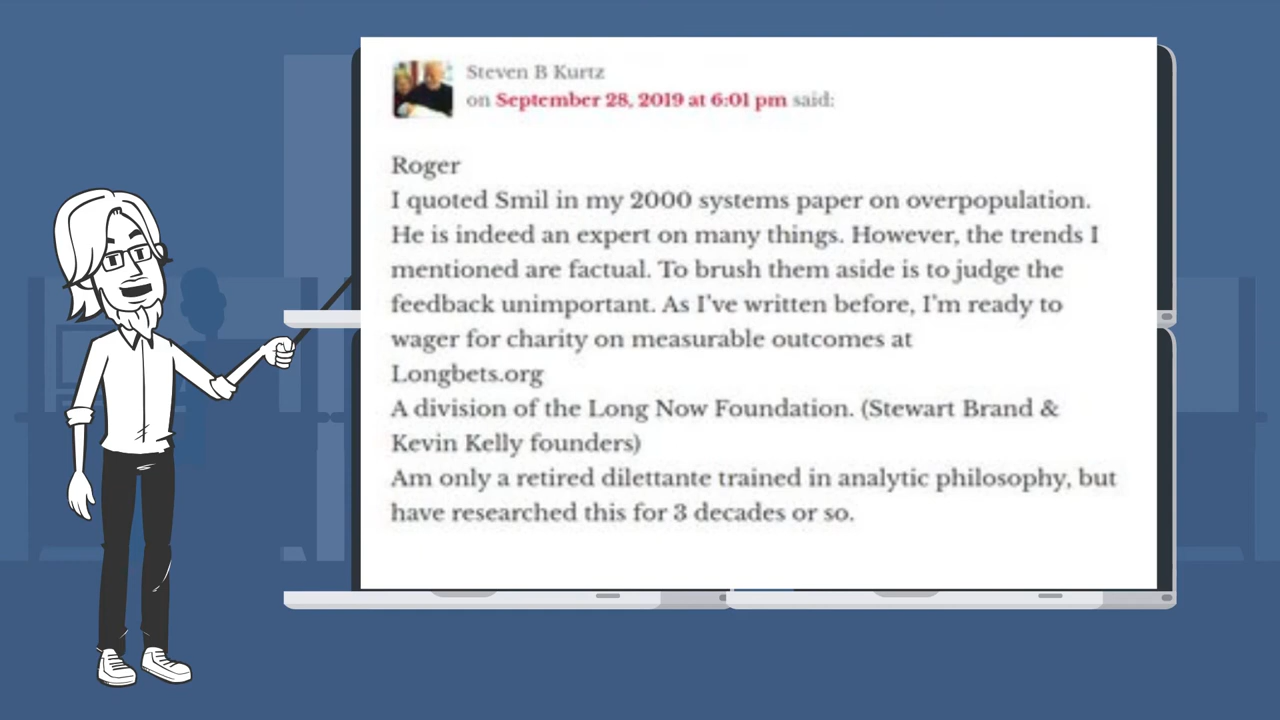 Steven B Kurtz
on September 28, 2019 at 6:01 pm said:
Roger
I quoted Smil in my 2000 systems paper on overpopulation.
He is indeed an expert on many things. However, the trends I
mentioned are factual. To brush them aside is to judge the
feedback unimportant. As I've written before, I'm ready to
wager for charity on measurable outcomes at
Longbets.org
A division of the Long Now Foundation. (Stewart Brand &
Kevin Kelly founders)
Am only a retired dilettante trained in analytic philosophy, but
have researched this for 3 decades or so.